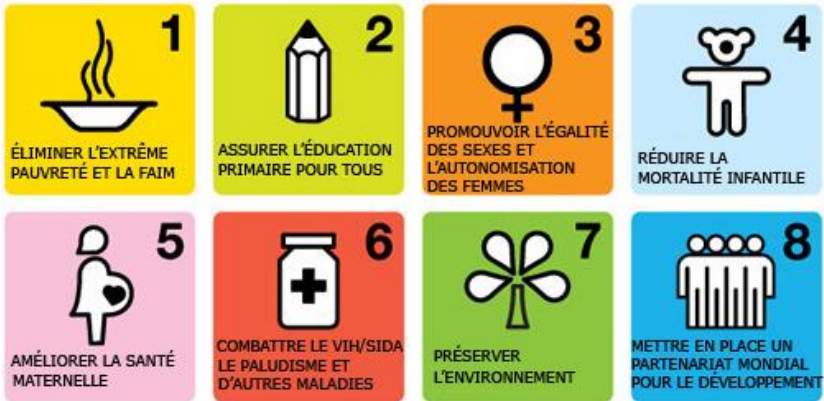 1
ÉLIMINER L'EXTRÊME
PAUVRETÉ ET LA FAIM
2
ASSURER L'ÉDUCATION
PRIMAIRE POUR TOUS
3
PROMOUVOIR L'ÉGALITÉ
DES SEXES ET
L'AUTONOMISATION
DES FEMMES
4
RÉDUIRE LA
MORTALITÉ INFANTILE
5
AMÉLIORER LA SANTÉ
MATERNELLE
6
COMBATTRE LE VIH/SIDA
LE PALUDISME ET
D'AUTRES MALADIES
7
PRÉSERVER
L'ENVIRONNEMENT
8
METTRE EN PLACE UN
PARTENARIAT MONDIAL
POUR LE DÉVELOPPEMENT